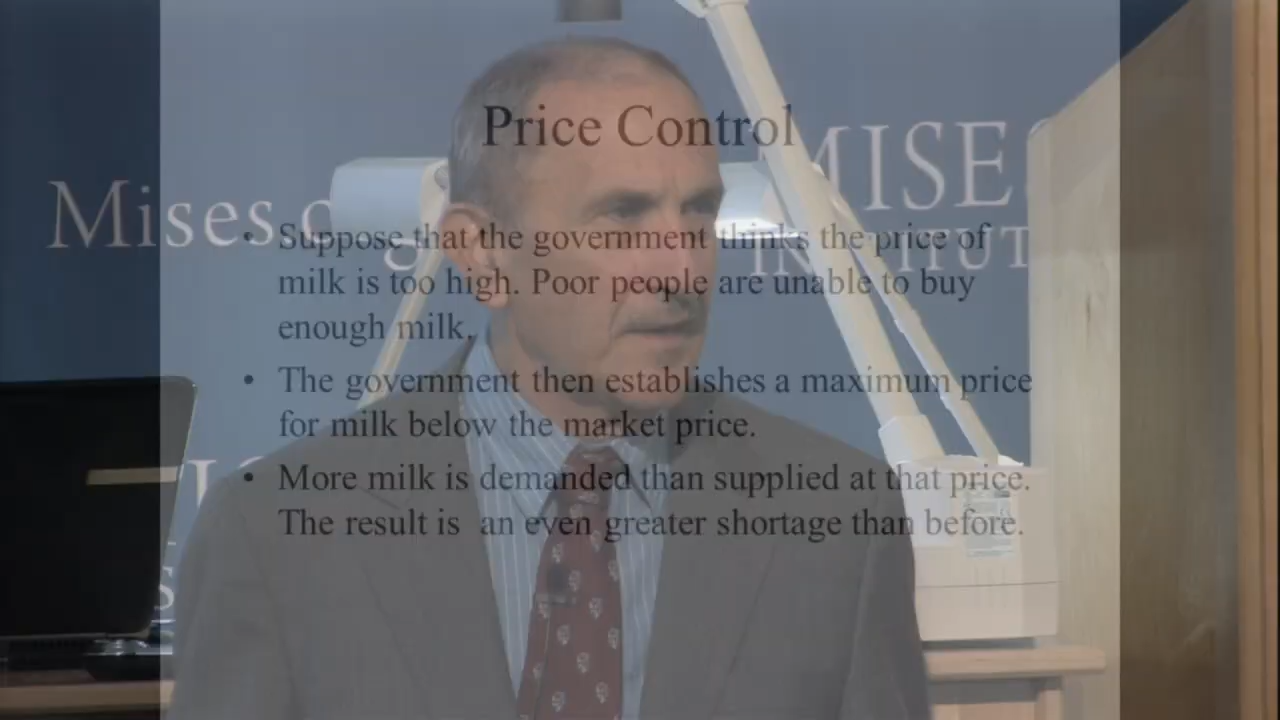 Price Control
Mises.o
MISES
INSTITUT
• Suppose that the government thinks the price of
milk is too high. Poor people are unable to buy
enough milk.
• The government then establishes a maximum price
for milk below the market price.
• More milk is demanded than supplied at that price.
The result is an even greater shortage than before.